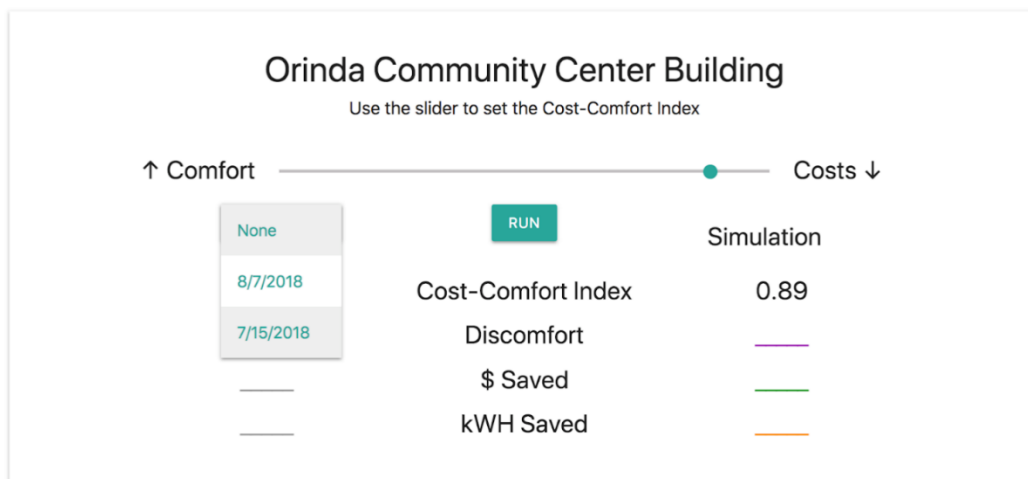 Orinda Community Center Building
Use the slider to set the Cost-Comfort Index
↑ Comfort
Costs ↓
None
8/7/2018
7/15/2018
RUN
Simulation
Cost-Comfort Index
0.89
Discomfort
$ Saved
kWH Saved